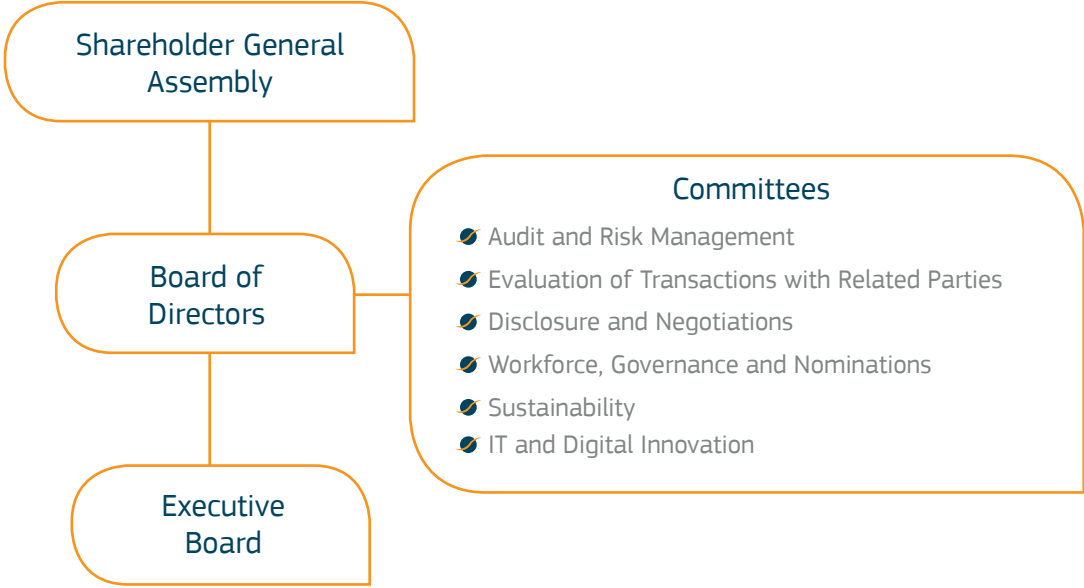 Shareholder General
Assembly
Board of
Directors
Committees
Audit and Risk Management
Evaluation of Transactions with Related Parties
Disclosure and Negotiations
Workforce, Governance and Nominations
Sustainability
IT and Digital Innovation
Executive
Board